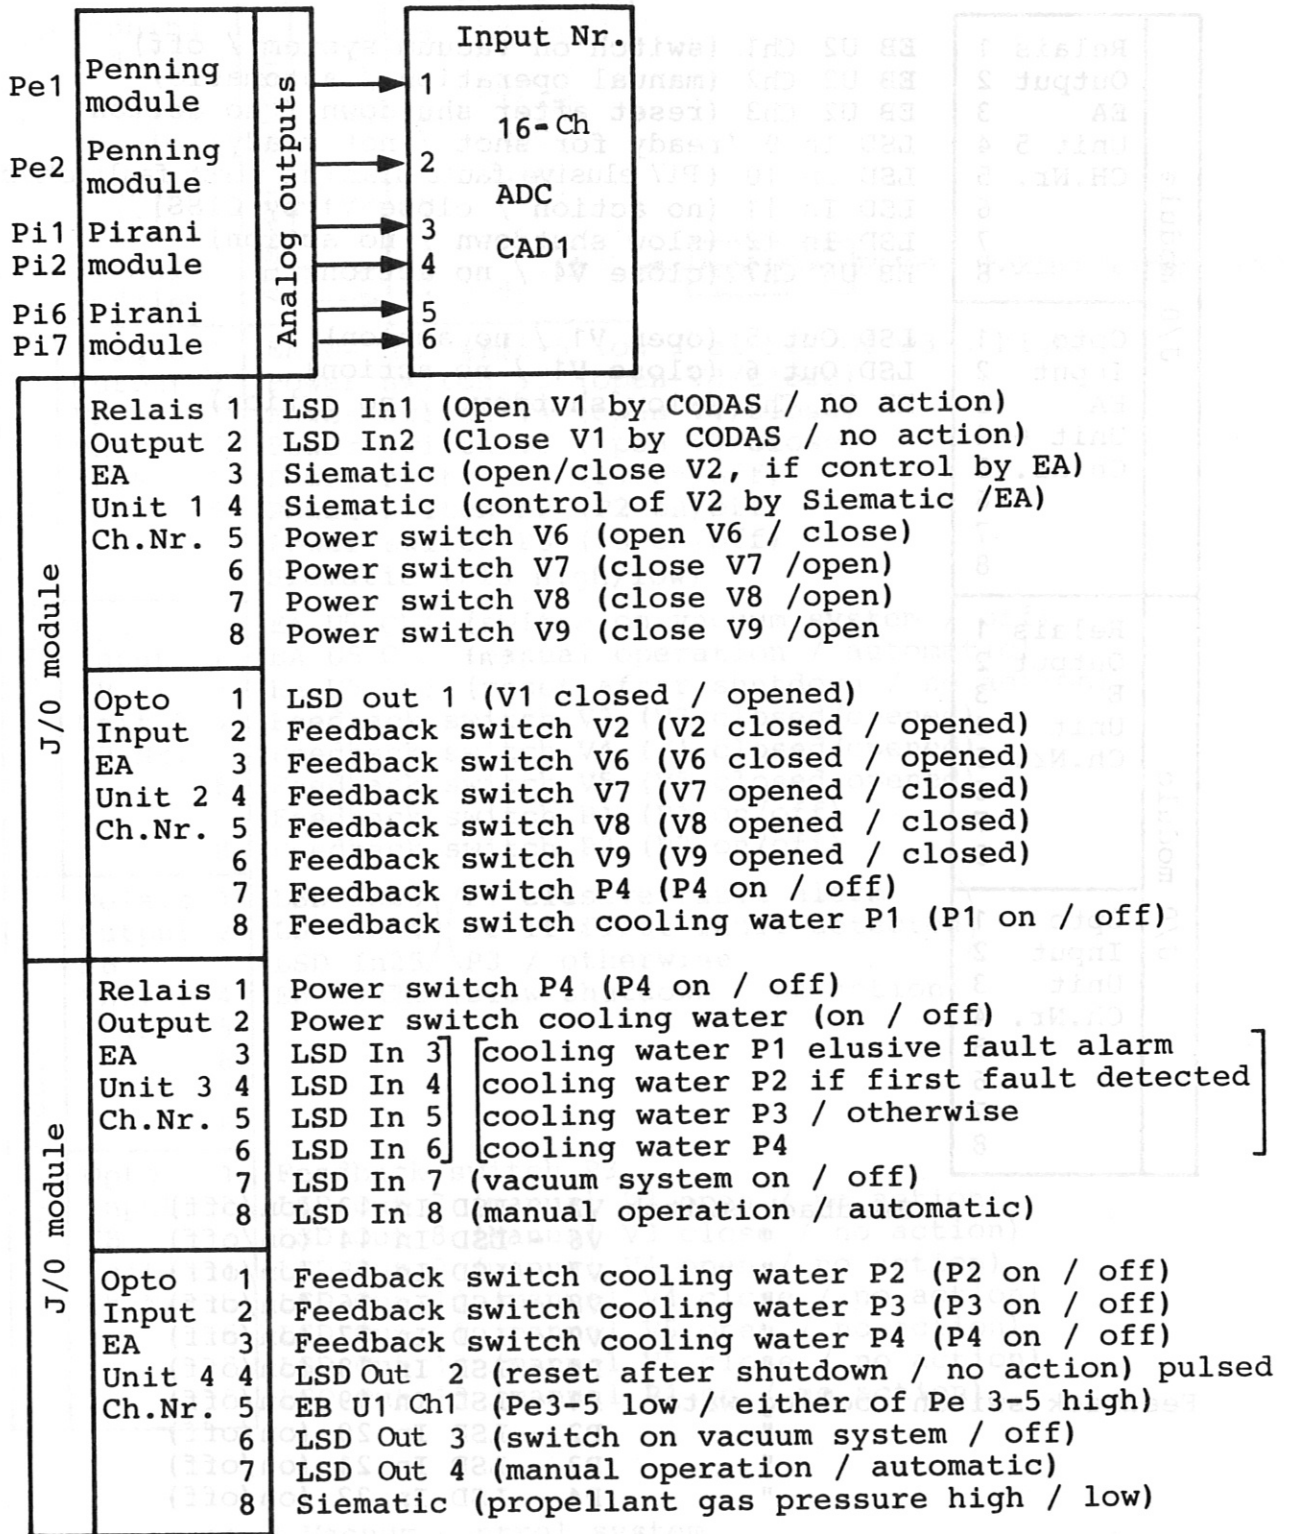 Input Nr.
Pe1 Penning module 1
16-Ch
Pe2 Penning module 2
ADC
Pi1 Pirani 3
Pi2 module 4
CAD1
Pi6 Pirani 5
Pi7 module 6
Analog outputs
J/O module
Relais 1 LSD In1 (Open V1 by CODAS / no action)
Output 2 LSD In2 (Close V1 by CODAS / no action)
EA 3 Siematic (open/close V2, if control by EA)
Unit 1 4 Siematic (control of V2 by Siematic /EA)
Ch.Nr. 5 Power switch V6 (open V6 / close)
6 Power switch V7 (close V7 /open)
7 Power switch V8 (close V8 /open)
8 Power switch V9 (close V9 /open
Opto 1 LSD out 1 (V1 closed / opened)
Input 2 Feedback switch V2 (V2 closed / opened)
EA 3 Feedback switch V6 (V6 closed / opened)
Unit 2 4 Feedback switch V7 (V7 opened / closed)
Ch.Nr. 5 Feedback switch V8 (V8 opened / closed)
6 Feedback switch V9 (V9 opened / closed)
7 Feedback switch P4 (P4 on / off)
8 Feedback switch cooling water P1 (P1 on / off)
J/O module
Relais 1 Power switch P4 (P4 on / off)
Output 2 Power switch cooling water (on / off)
EA 3 LSD In 3] [cooling water P1 elusive fault alarm
Unit 3 4 LSD In 4 cooling water P2 if first fault detected
Ch.Nr. 5 LSD In 5 cooling water P3 / otherwise
6 LSD In 6] [cooling water P4 ]
7 LSD In 7 (vacuum system on / off)
8 LSD In 8 (manual operation / automatic)
Opto 1 Feedback switch cooling water P2 (P2 on / off)
Input 2 Feedback switch cooling water P3 (P3 on / off)
EA 3 Feedback switch cooling water P4 (P4 on / off)
Unit 4 4 LSD Out 2 (reset after shutdown / no action) pulsed
Ch.Nr. 5 EB U1 Ch1 (Pe3-5 low / either of Pe 3-5 high)
6 LSD Out 3 (switch on vacuum system / off)
7 LSD Out 4 (manual operation / automatic)
8 Siematic (propellant gas pressure high / low)